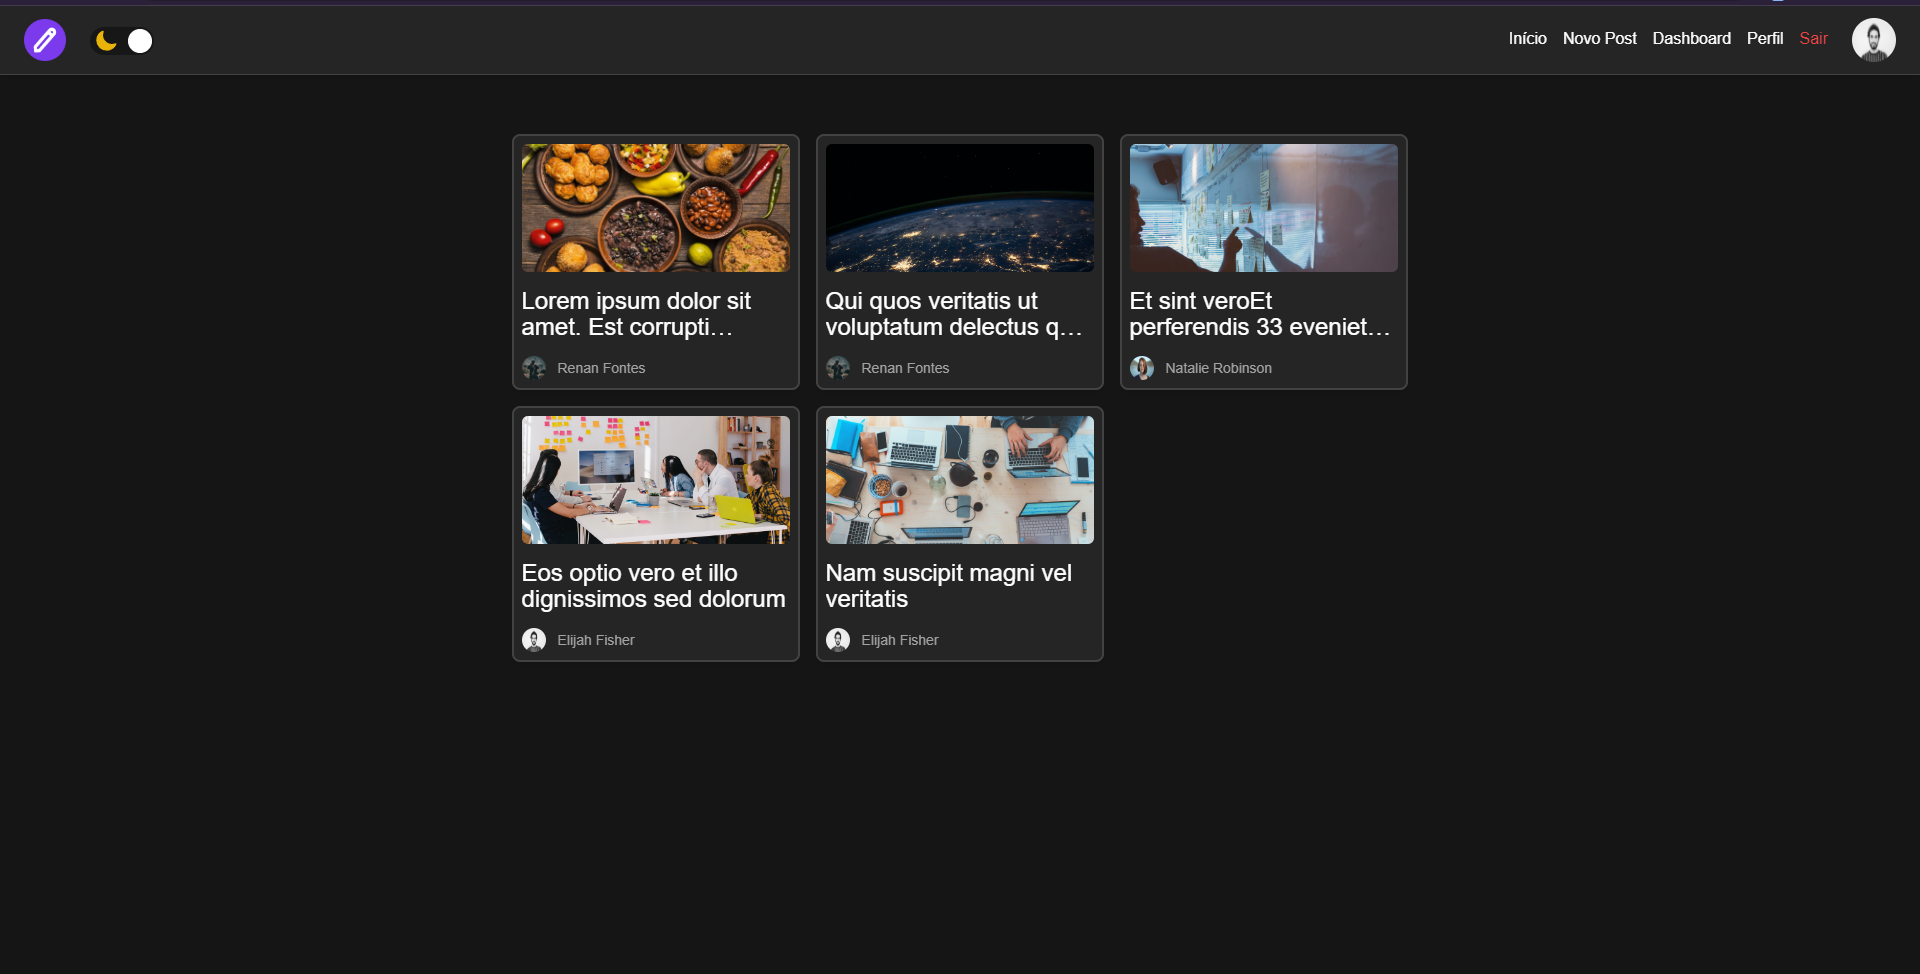 Início Novo Post Dashboard Perfil Sair
Lorem ipsum dolor sit
amet. Est corrupti...
Renan Fontes
Qui quos veritatis ut
voluptatum delectus q...
Renan Fontes
Et sint veroEt
perferendis 33 eveniet...
Natalie Robinson
Eos optio vero et illo
dignissimos sed dolorum
Elijah Fisher
Nam suscipit magni vel
veritatis
Elijah Fisher